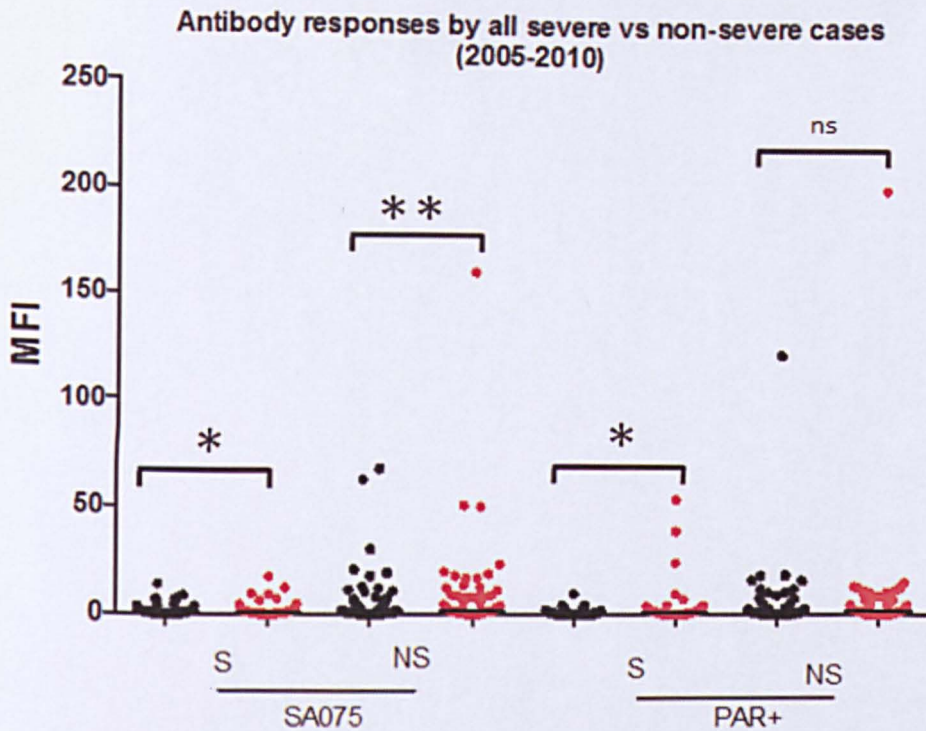 Antibody responses by all severe vs non-severe cases
(2005-2010)
250
200
150
100
50
0
MFI
*
**
*
ns
S
NS
S
NS
SA075
PAR+